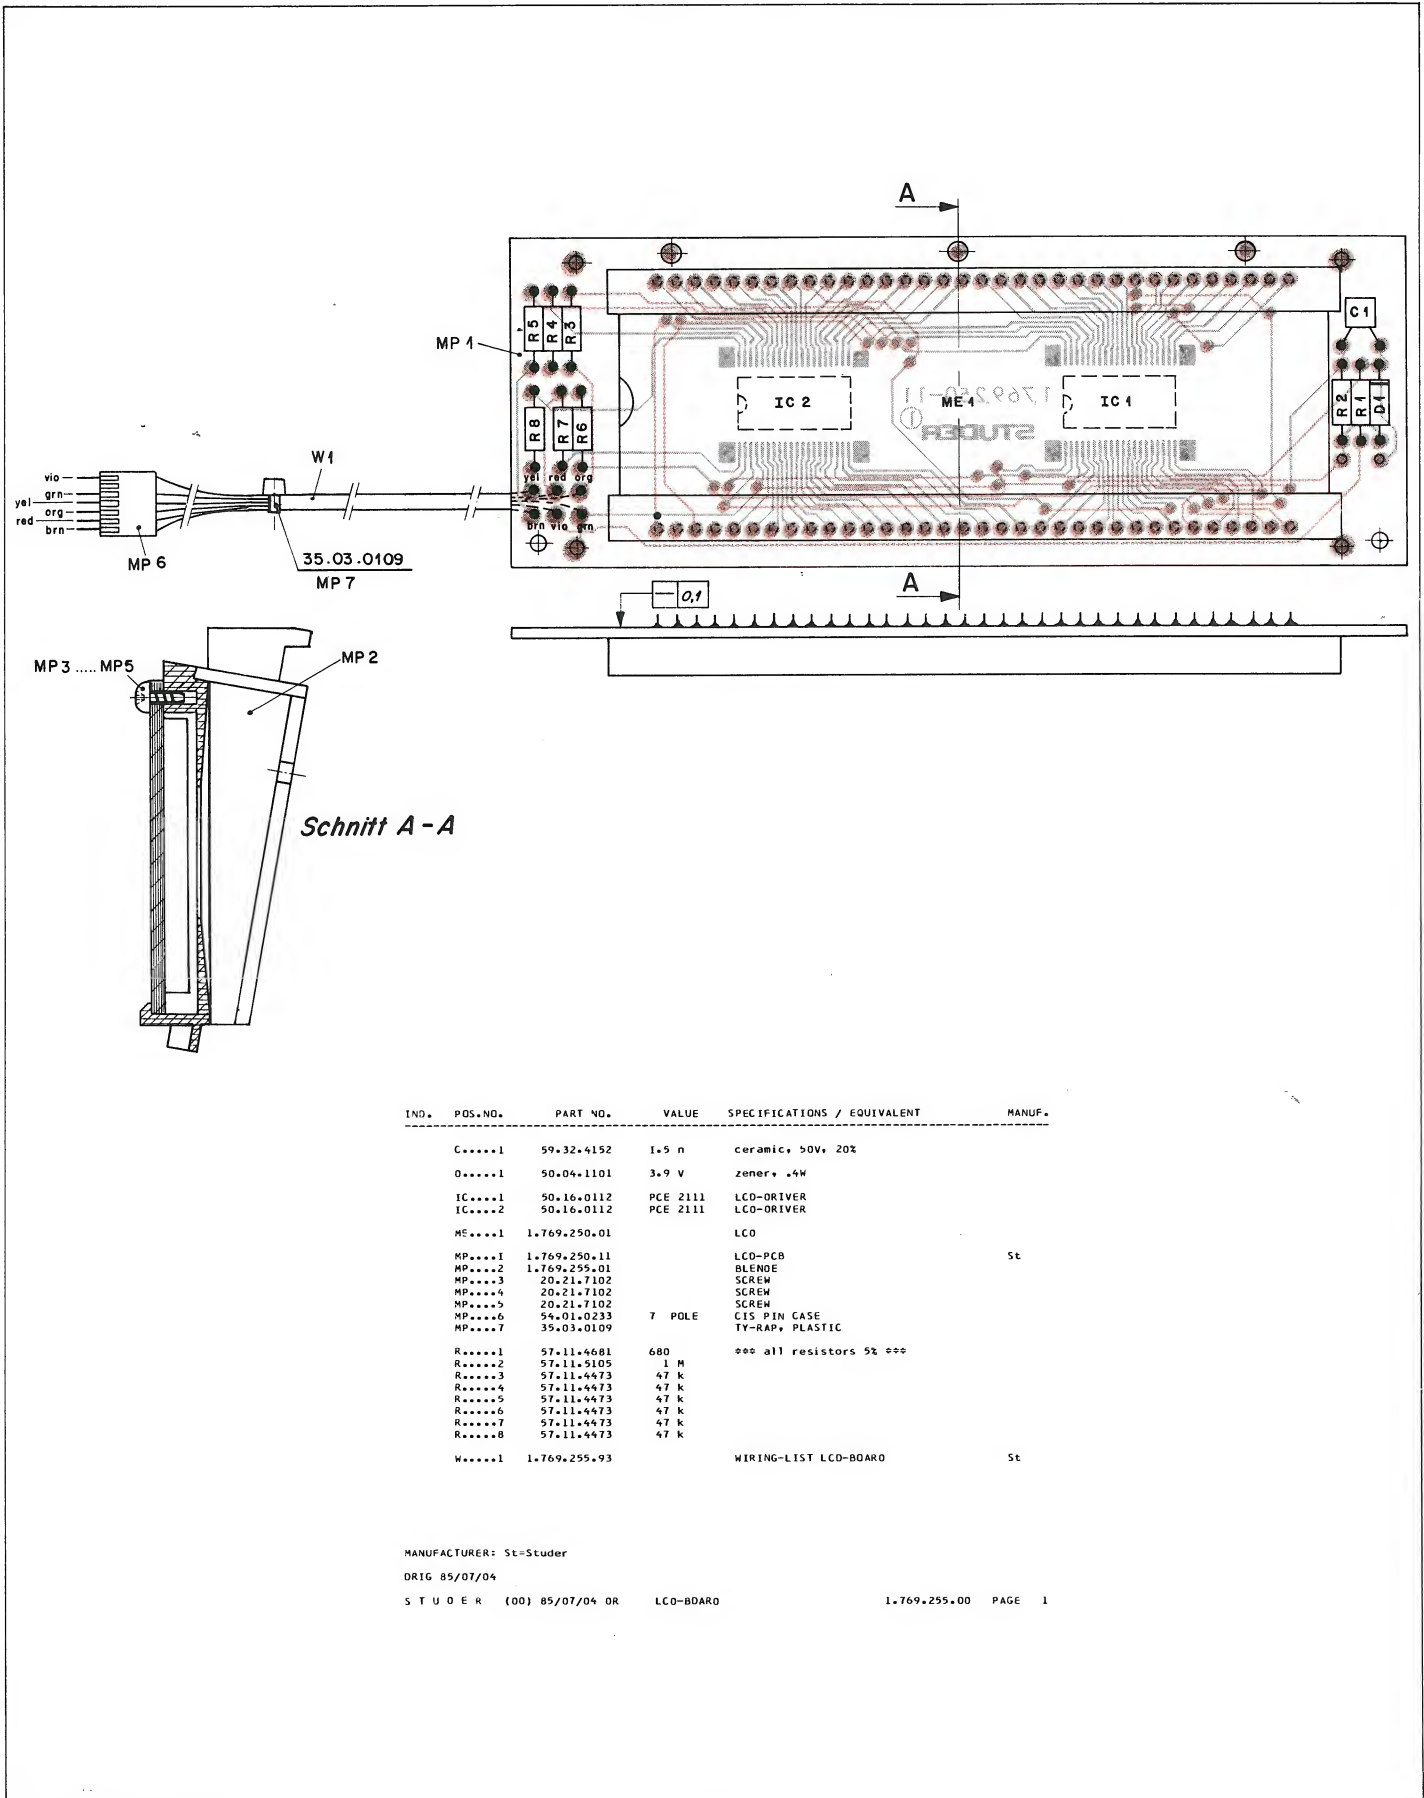 A
MP 1
R5
R4
R3
C1
R8
R7
R6
IC 2
ME 1
IC 1
1.769.250-11
1
STUDER
R2
R1
D1
W1
yel red org
brn vio grn
vio
grn
yel
org
red
brn
MP 6
35.03.0109
MP 7
A
0,1
MP3 ..... MP5
MP 2
Schnitt A-A
IND. POS.NO. PART NO. VALUE SPECIFICATIONS / EQUIVALENT MANUF.
C.....1 59.32.4152 1.5 n ceramic, 50V, 20%
D.....1 50.04.1101 3.9 V zener, .4W
IC....1 50.16.0112 PCE 2111 LCD-DRIVER
IC....2 50.16.0112 PCE 2111 LCD-DRIVER
ME....1 1.769.250.01 LCD
MP....1 1.769.250.11 LCD-PCB St
MP....2 1.769.255.01 BLENDE
MP....3 20.21.7102 SCREW
MP....4 20.21.7102 SCREW
MP....5 20.21.7102 SCREW
MP....6 54.01.0233 7 POLE CIS PIN CASE
MP....7 35.03.0109 TY-RAP, PLASTIC
R.....1 57.11.4681 680 *** all resistors 5% ***
R.....2 57.11.5105 1 M
R.....3 57.11.4473 47 k
R.....4 57.11.4473 47 k
R.....5 57.11.4473 47 k
R.....6 57.11.4473 47 k
R.....7 57.11.4473 47 k
R.....8 57.11.4473 47 k
W.....1 1.769.255.93 WIRING-LIST LCD-BOARD St
MANUFACTURER: St=Studer
ORIG 85/07/04
S T U D E R (00) 85/07/04 OR LCD-BOARD 1.769.255.00 PAGE 1